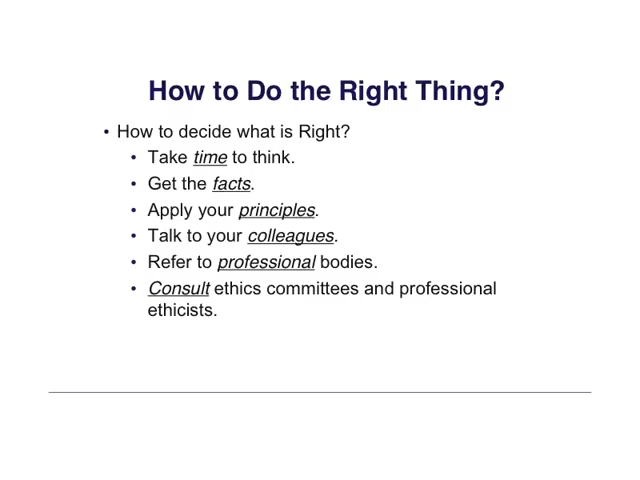 How to Do the Right Thing?
• How to decide what is Right?
• Take time to think.
• Get the facts.
• Apply your principles.
• Talk to your colleagues.
• Refer to professional bodies.
• Consult ethics committees and professional
ethicists.